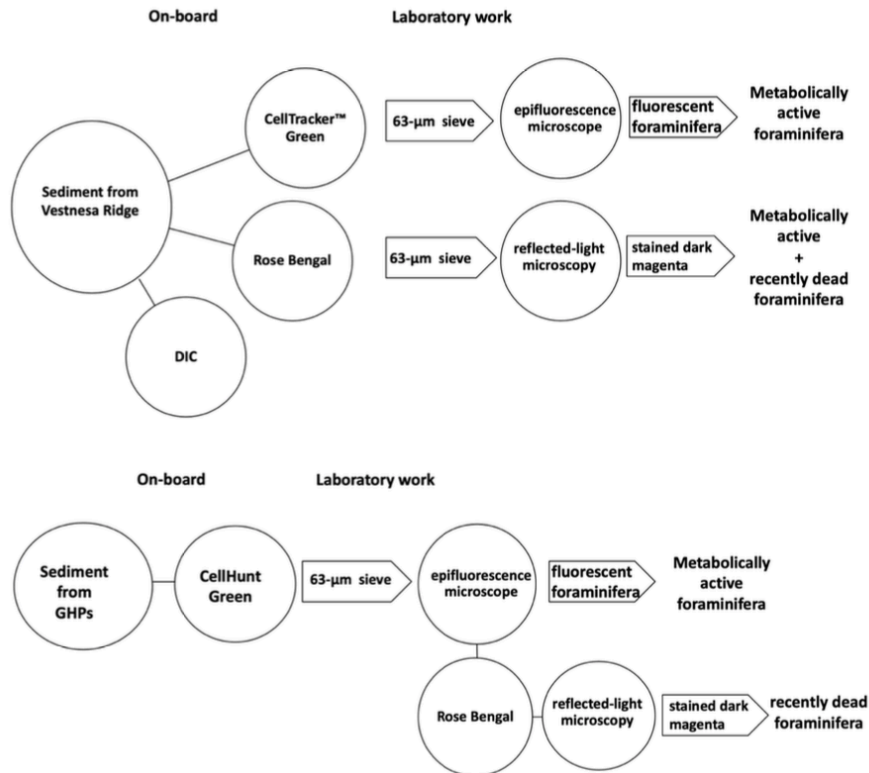 On-board
Laboratory work
CellTracker™
Green
63-µm sieve
epifluorescence
microscope
fluorescent
foraminifera
Metabolically
active
foraminifera
Sediment from
Vestnesa Ridge
Rose Bengal
63-µm sieve
reflected-light
microscopy
stained dark
magenta
Metabolically
active
+
recently dead
foraminifera
DIC
On-board
Laboratory work
Sediment
from
GHPs
CellHunt
Green
63-µm sieve
epifluorescence
microscope
fluorescent
foraminifera
Metabolically
active
foraminifera
Rose Bengal
reflected-light
microscopy
stained dark
magenta
recently dead
foraminifera